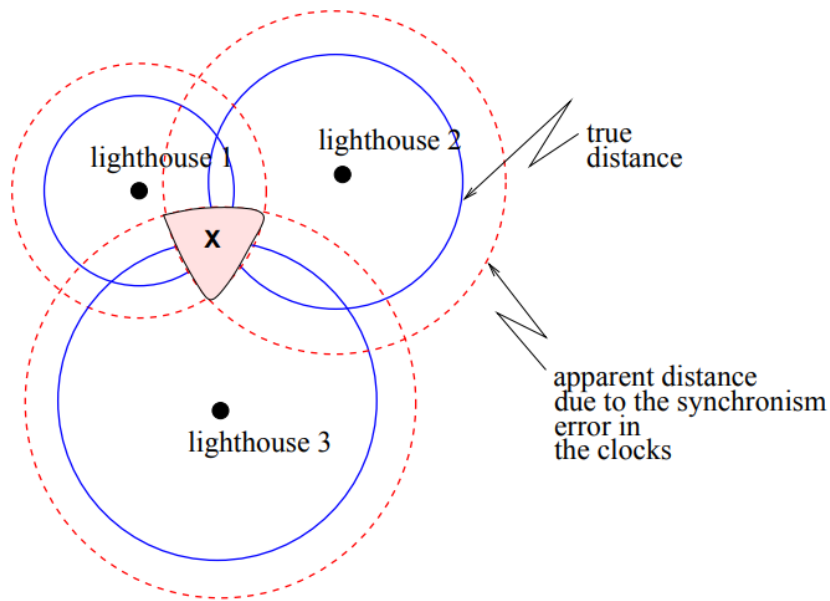 lighthouse 1
lighthouse 2
true
distance
X
apparent distance
due to the synchronism
error in
the clocks
lighthouse 3